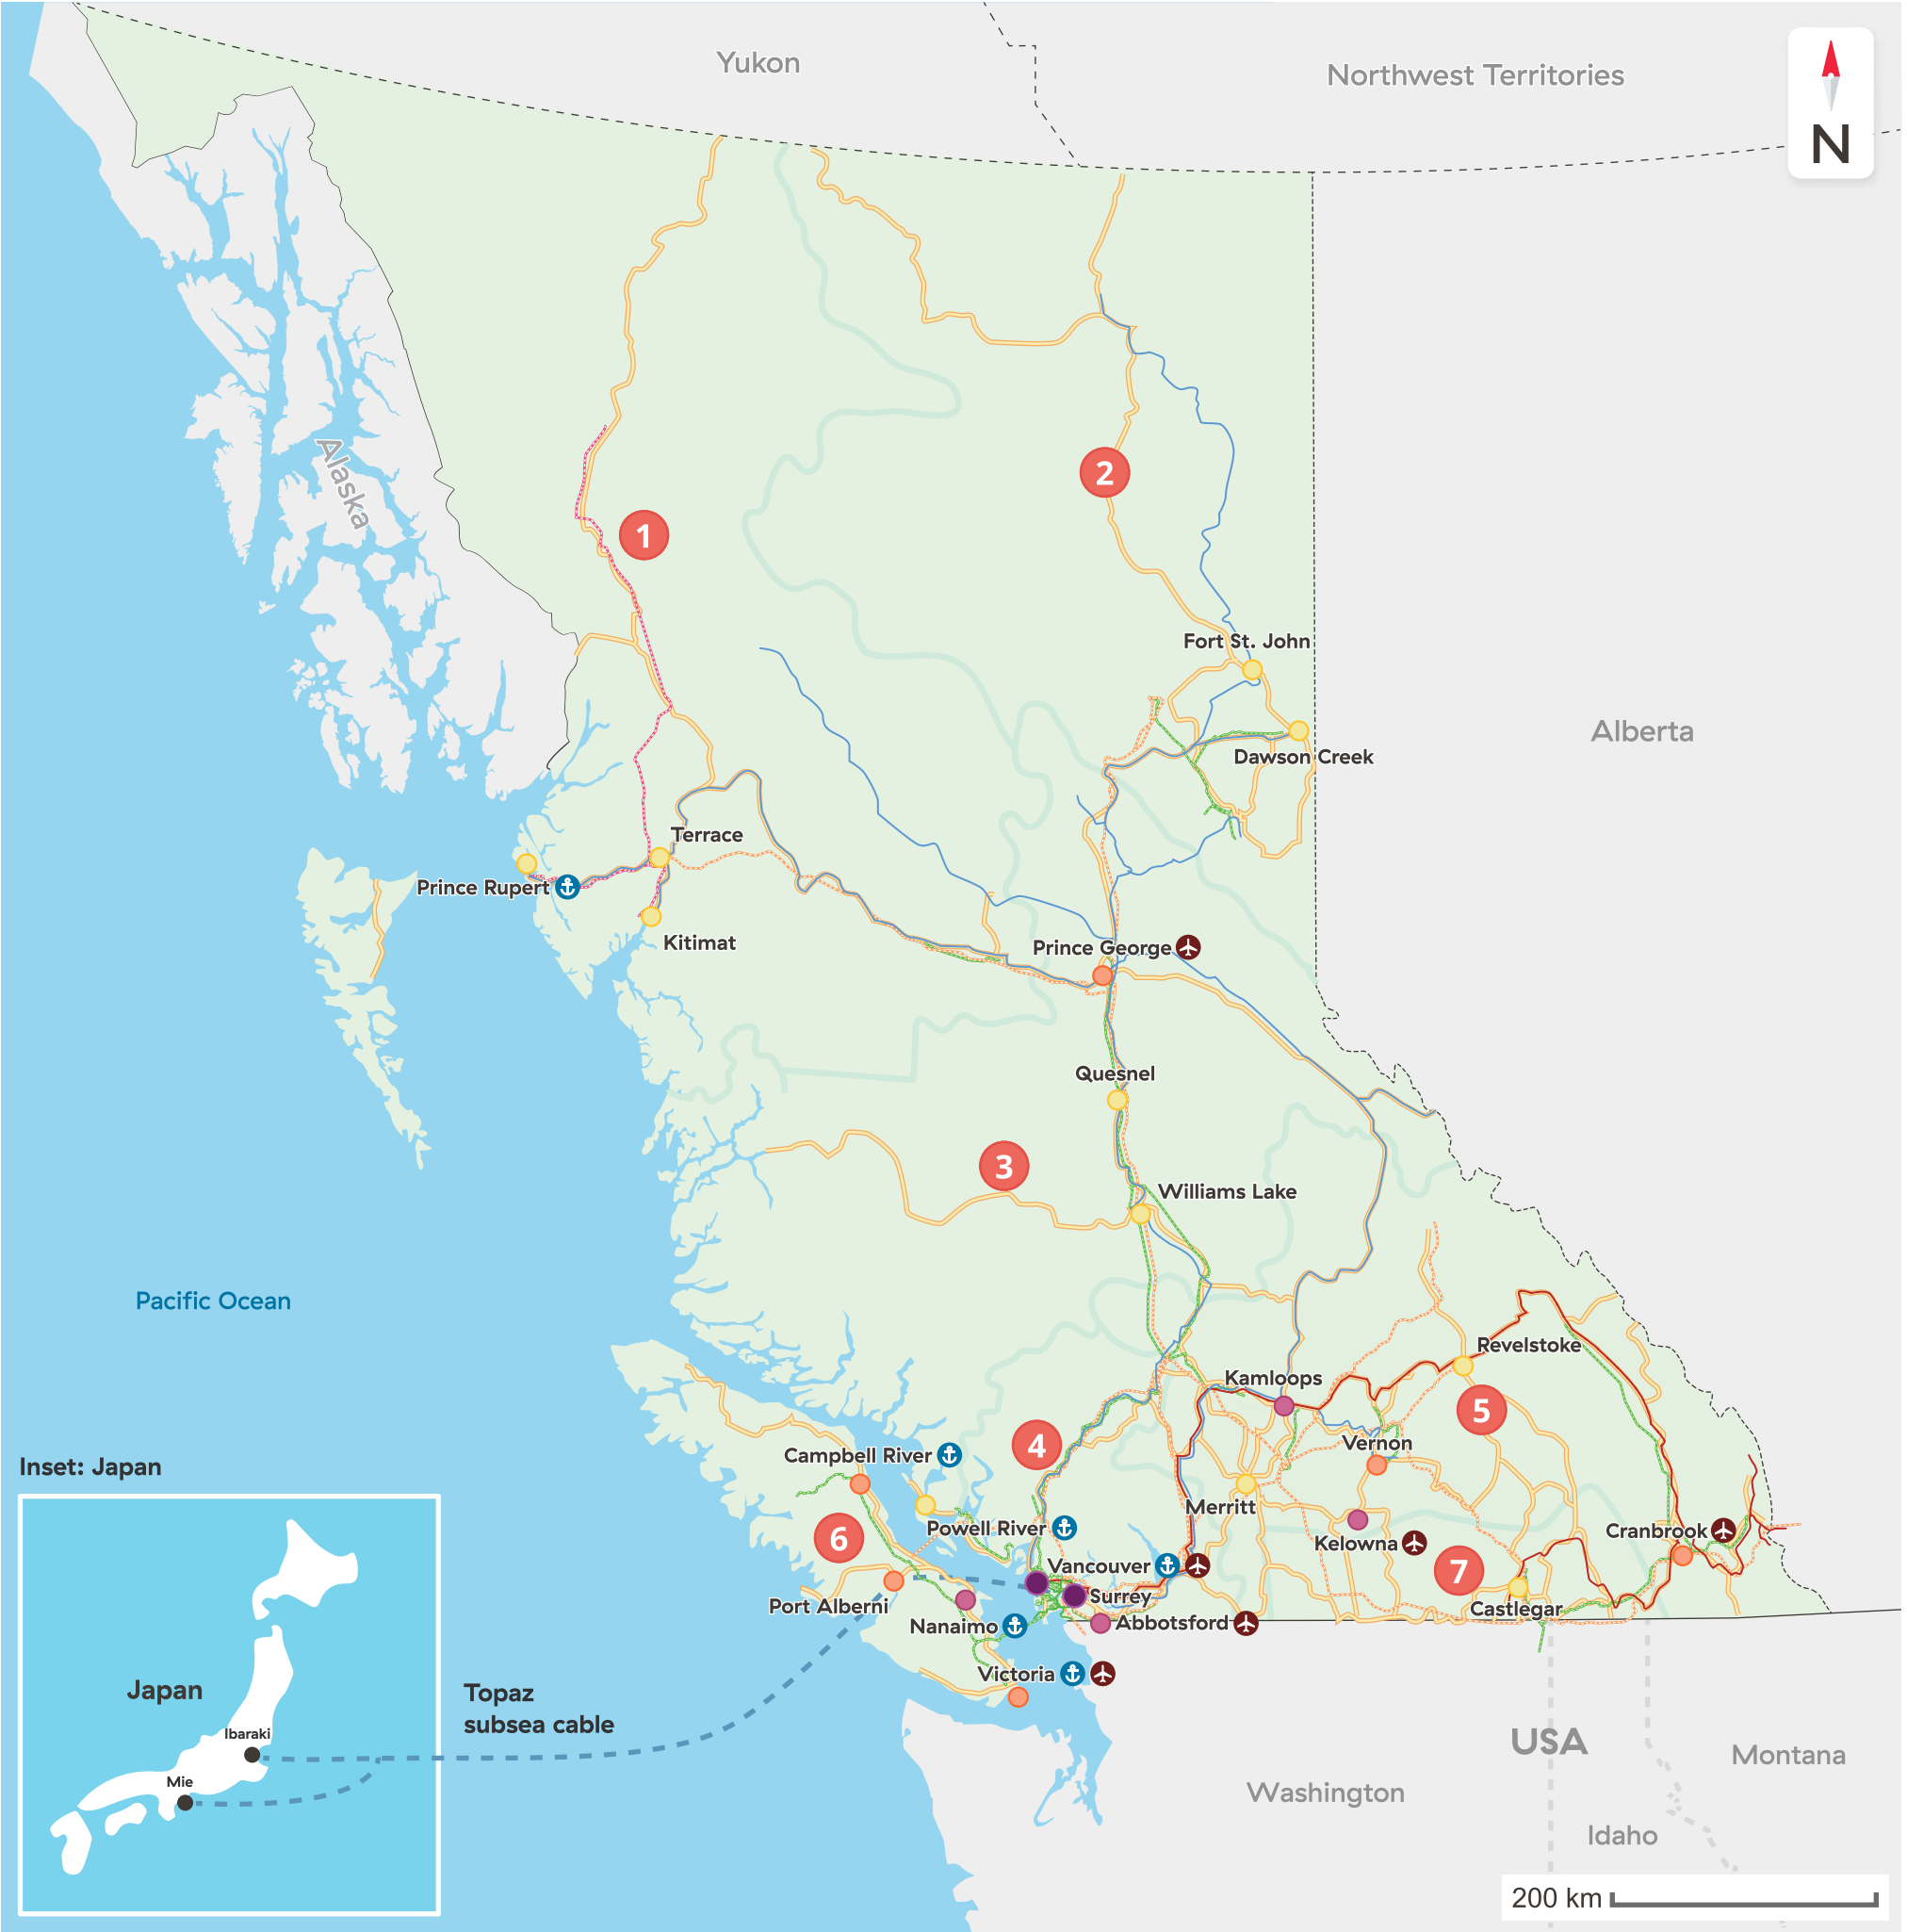 Yukon
Northwest Territories
N
Alaska
1
2
Fort St. John
Alberta
Dawson Creek
Terrace
Prince Rupert
Kitimat
Prince George
Quesnel
3
Williams Lake
Pacific Ocean
Revelstoke
Kamloops
5
4
Vernon
Campbell River
Inset: Japan
Merritt
Powell River
6
Kelowna
Cranbrook
Vancouver
7
Surrey
Port Alberni
Castlegar
Nanaimo
Abbotsford
Victoria
Japan
Topaz
subsea cable
Ibaraki
Mie
USA
Montana
Washington
Idaho
200 km